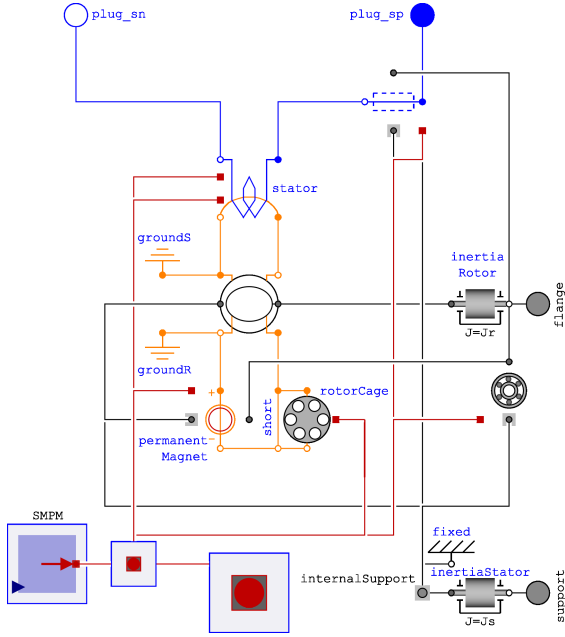 plug_sn
plug_sp
stator
groundS
inertia
Rotor
flange
J=Jr
groundR
+
rotorCage
short
permanent
Magnet
-
SMPM
fixed
internalSupport
inertiaStator
support
J=Js